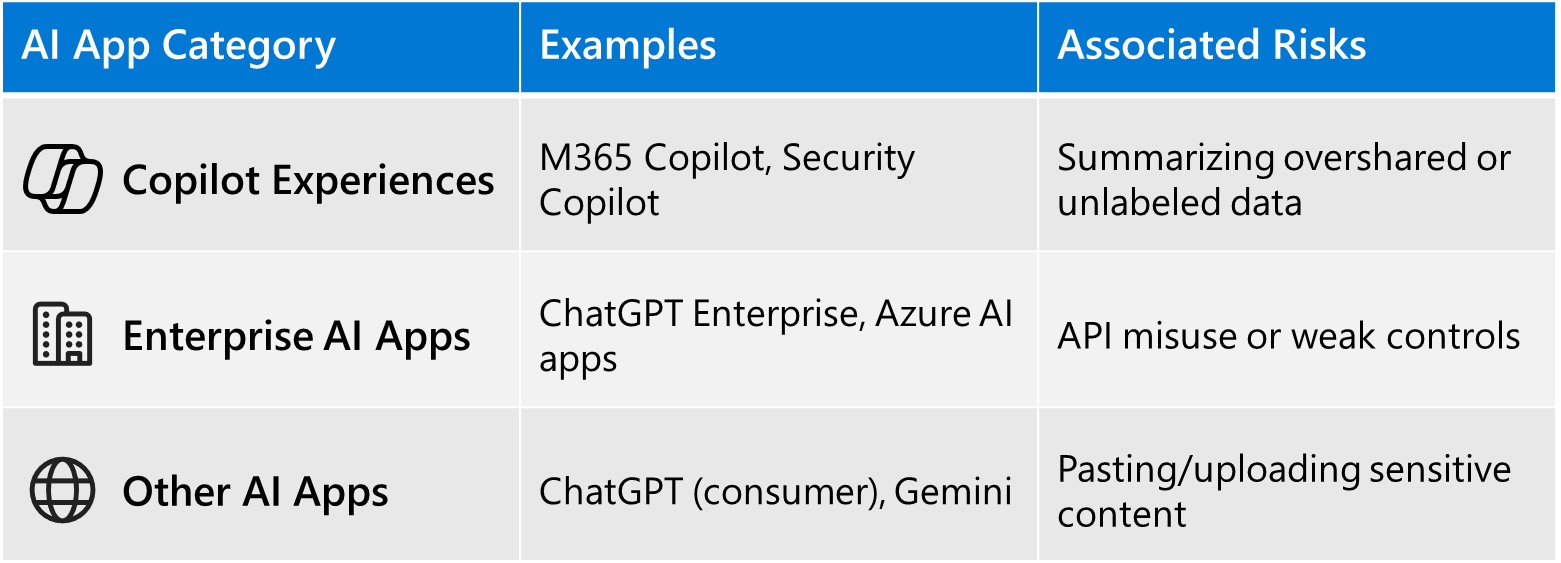 AI App Category
Examples
Associated Risks
Copilot Experiences
M365 Copilot, Security
Copilot
Summarizing overshared or
unlabeled data
Enterprise AI Apps
ChatGPT Enterprise, Azure AI
apps
API misuse or weak controls
Other AI Apps
ChatGPT (consumer), Gemini
Pasting/uploading sensitive
content